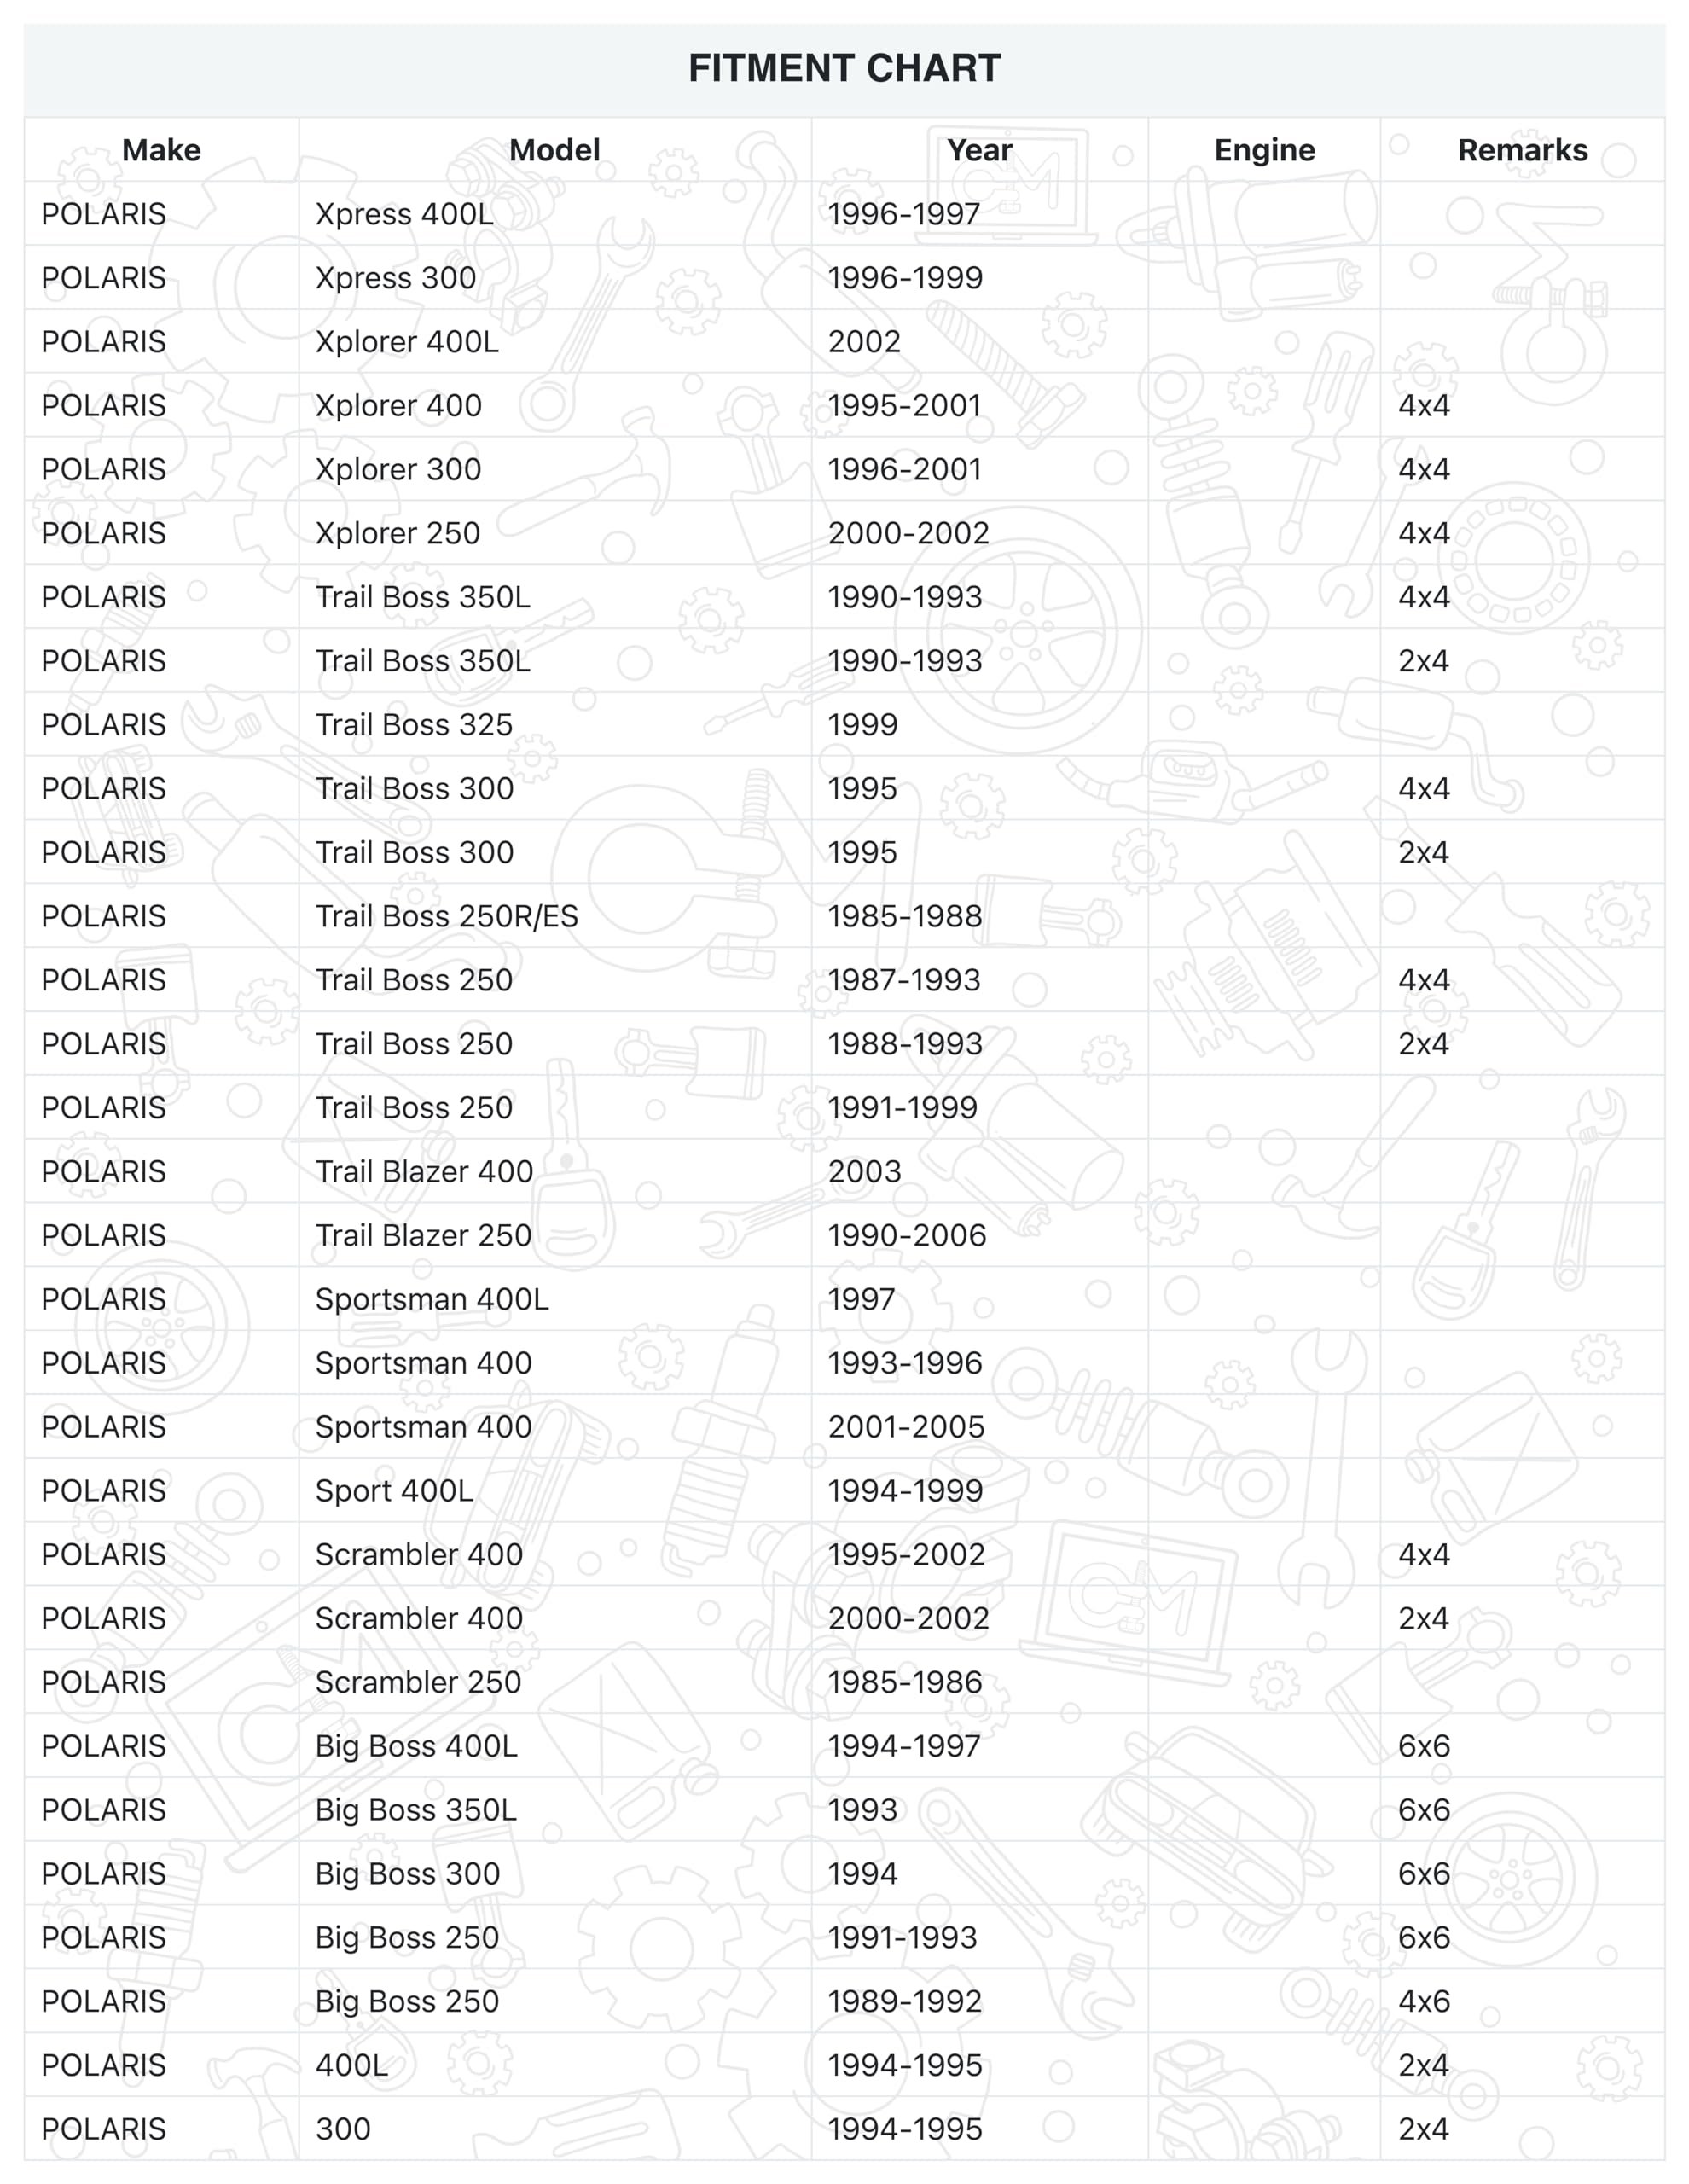 FITMENT CHART
Make Model Year Engine Remarks
POLARIS Xpress 400L 1996-1997
POLARIS Xpress 300 1996-1999
POLARIS Xplorer 400L 2002
POLARIS Xplorer 400 1995-2001 4x4
POLARIS Xplorer 300 1996-2001 4x4
POLARIS Xplorer 250 2000-2002 4x4
POLARIS Trail Boss 350L 1990-1993 4x4
POLARIS Trail Boss 350L 1990-1993 2x4
POLARIS Trail Boss 325 1999
POLARIS Trail Boss 300 1995 4x4
POLARIS Trail Boss 300 1995 2x4
POLARIS Trail Boss 250R/ES 1985-1988
POLARIS Trail Boss 250 1987-1993 4x4
POLARIS Trail Boss 250 1988-1993 2x4
POLARIS Trail Boss 250 1991-1999
POLARIS Trail Blazer 400 2003
POLARIS Trail Blazer 250 1990-2006
POLARIS Sportsman 400L 1997
POLARIS Sportsman 400 1993-1996
POLARIS Sportsman 400 2001-2005
POLARIS Sport 400L 1994-1999
POLARIS Scrambler 400 1995-2002 4x4
POLARIS Scrambler 400 2000-2002 2x4
POLARIS Scrambler 250 1985-1986
POLARIS Big Boss 400L 1994-1997 6x6
POLARIS Big Boss 350L 1993 6x6
POLARIS Big Boss 300 1994 6x6
POLARIS Big Boss 250 1991-1993 6x6
POLARIS Big Boss 250 1989-1992 4x6
POLARIS 400L 1994-1995 2x4
POLARIS 300 1994-1995 2x4